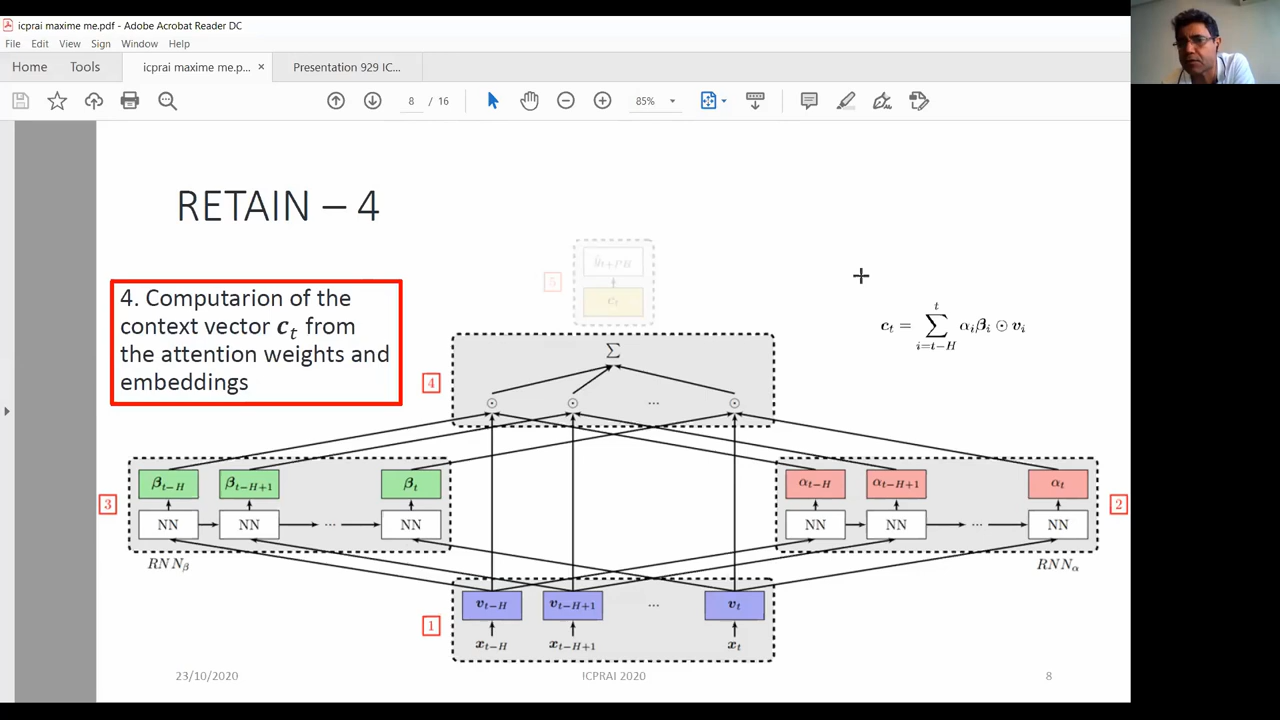 icprai maxime me.pdf - Adobe Acrobat Reader DC
File Edit View Sign Window Help
Home Tools icprai maxime me.p... × Presentation 929 IC...
8 / 16 85%
RETAIN – 4
4. Computarion of the
context vector c_t from
the attention weights and
embeddings
5
c_t
c_t = ∑_{i=t−H}^{t} α_i β_i ⊙ v_i
4
∑
⊙ ⊙ ... ⊙
3
β_{t−H} β_{t−H+1} β_t
NN NN ... NN
RNN_β
α_{t−H} α_{t−H+1} α_t
2
NN NN ... NN
RNN_α
1
v_{t−H} v_{t−H+1} ... v_t
x_{t−H} x_{t−H+1} x_t
23/10/2020 ICPRAI 2020 8